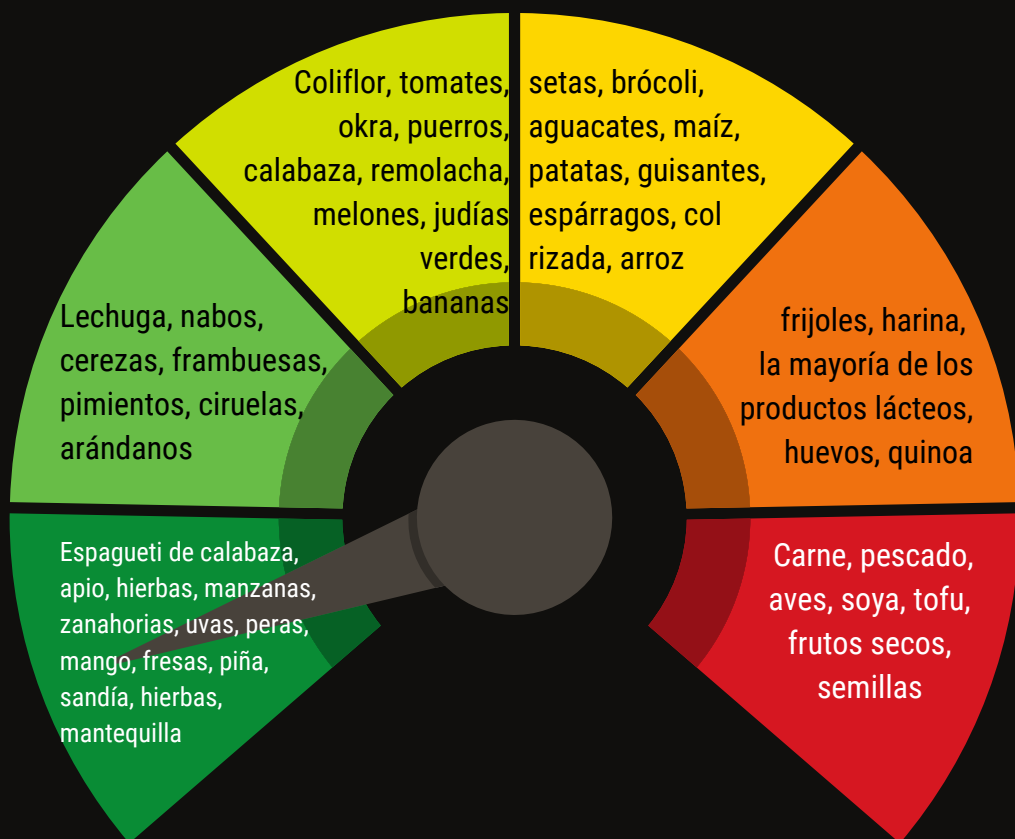 Coliflor, tomates,
okra, puerros,
calabaza, remolacha,
melones, judías
verdes,
bananas
setas, brócoli,
aguacates, maíz,
patatas, guisantes,
espárragos, col
rizada, arroz
Lechuga, nabos,
cerezas, frambuesas,
pimientos, ciruelas,
arándanos
frijoles, harina,
la mayoría de los
productos lácteos,
huevos, quinoa
Espagueti de calabaza,
apio, hierbas, manzanas,
zanahorias, uvas, peras,
mango, fresas, piña,
sandía, hierbas,
mantequilla
Carne, pescado,
aves, soya, tofu,
frutos secos,
semillas